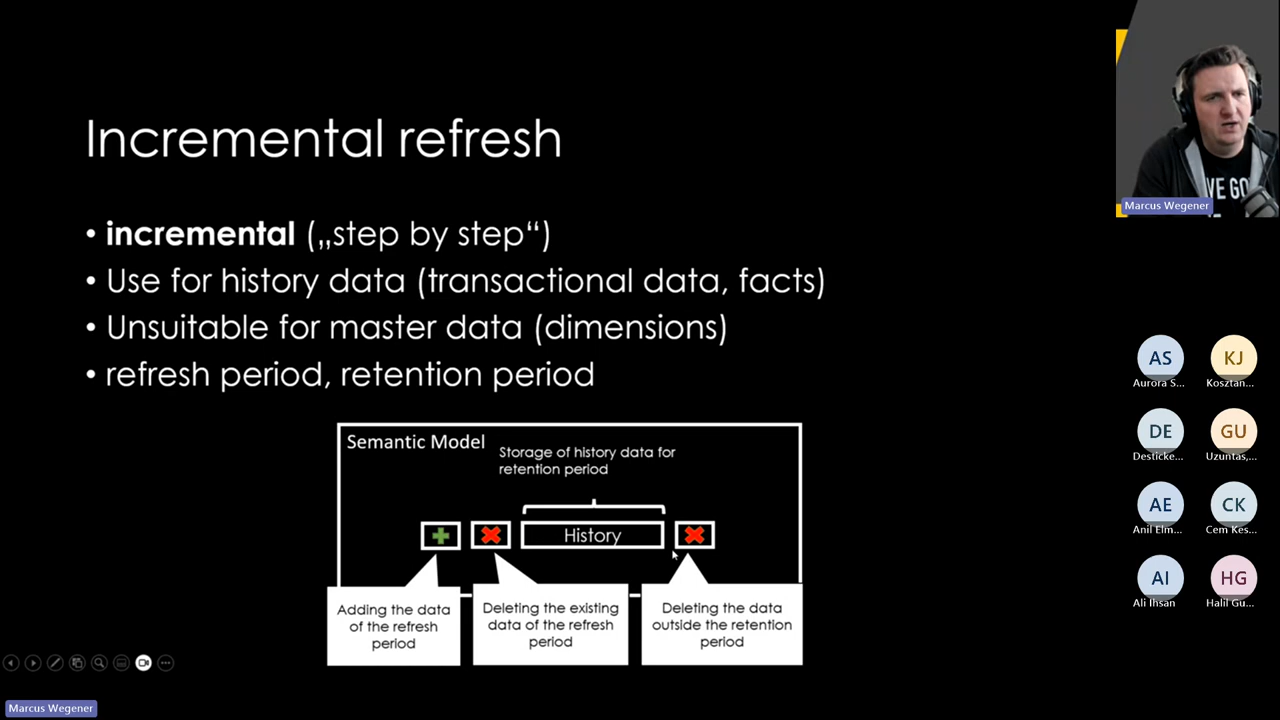 Incremental refresh
• incremental („step by step“)
• Use for history data (transactional data, facts)
• Unsuitable for master data (dimensions)
• refresh period, retention period
Semantic Model
Storage of history data for
retention period
History
Adding the data
of the refresh
period
Deleting the existing
data of the refresh
period
Deleting the data
outside the retention
period
Marcus Wegener
VE GO
AS
Aurora S...
KJ
Kosztan...
DE
Desticke...
GU
Uzuntas,...
AE
Anil Elm...
CK
Cem Kes...
AI
Ali Ihsan
HG
Halil Gu...
Marcus Wegener